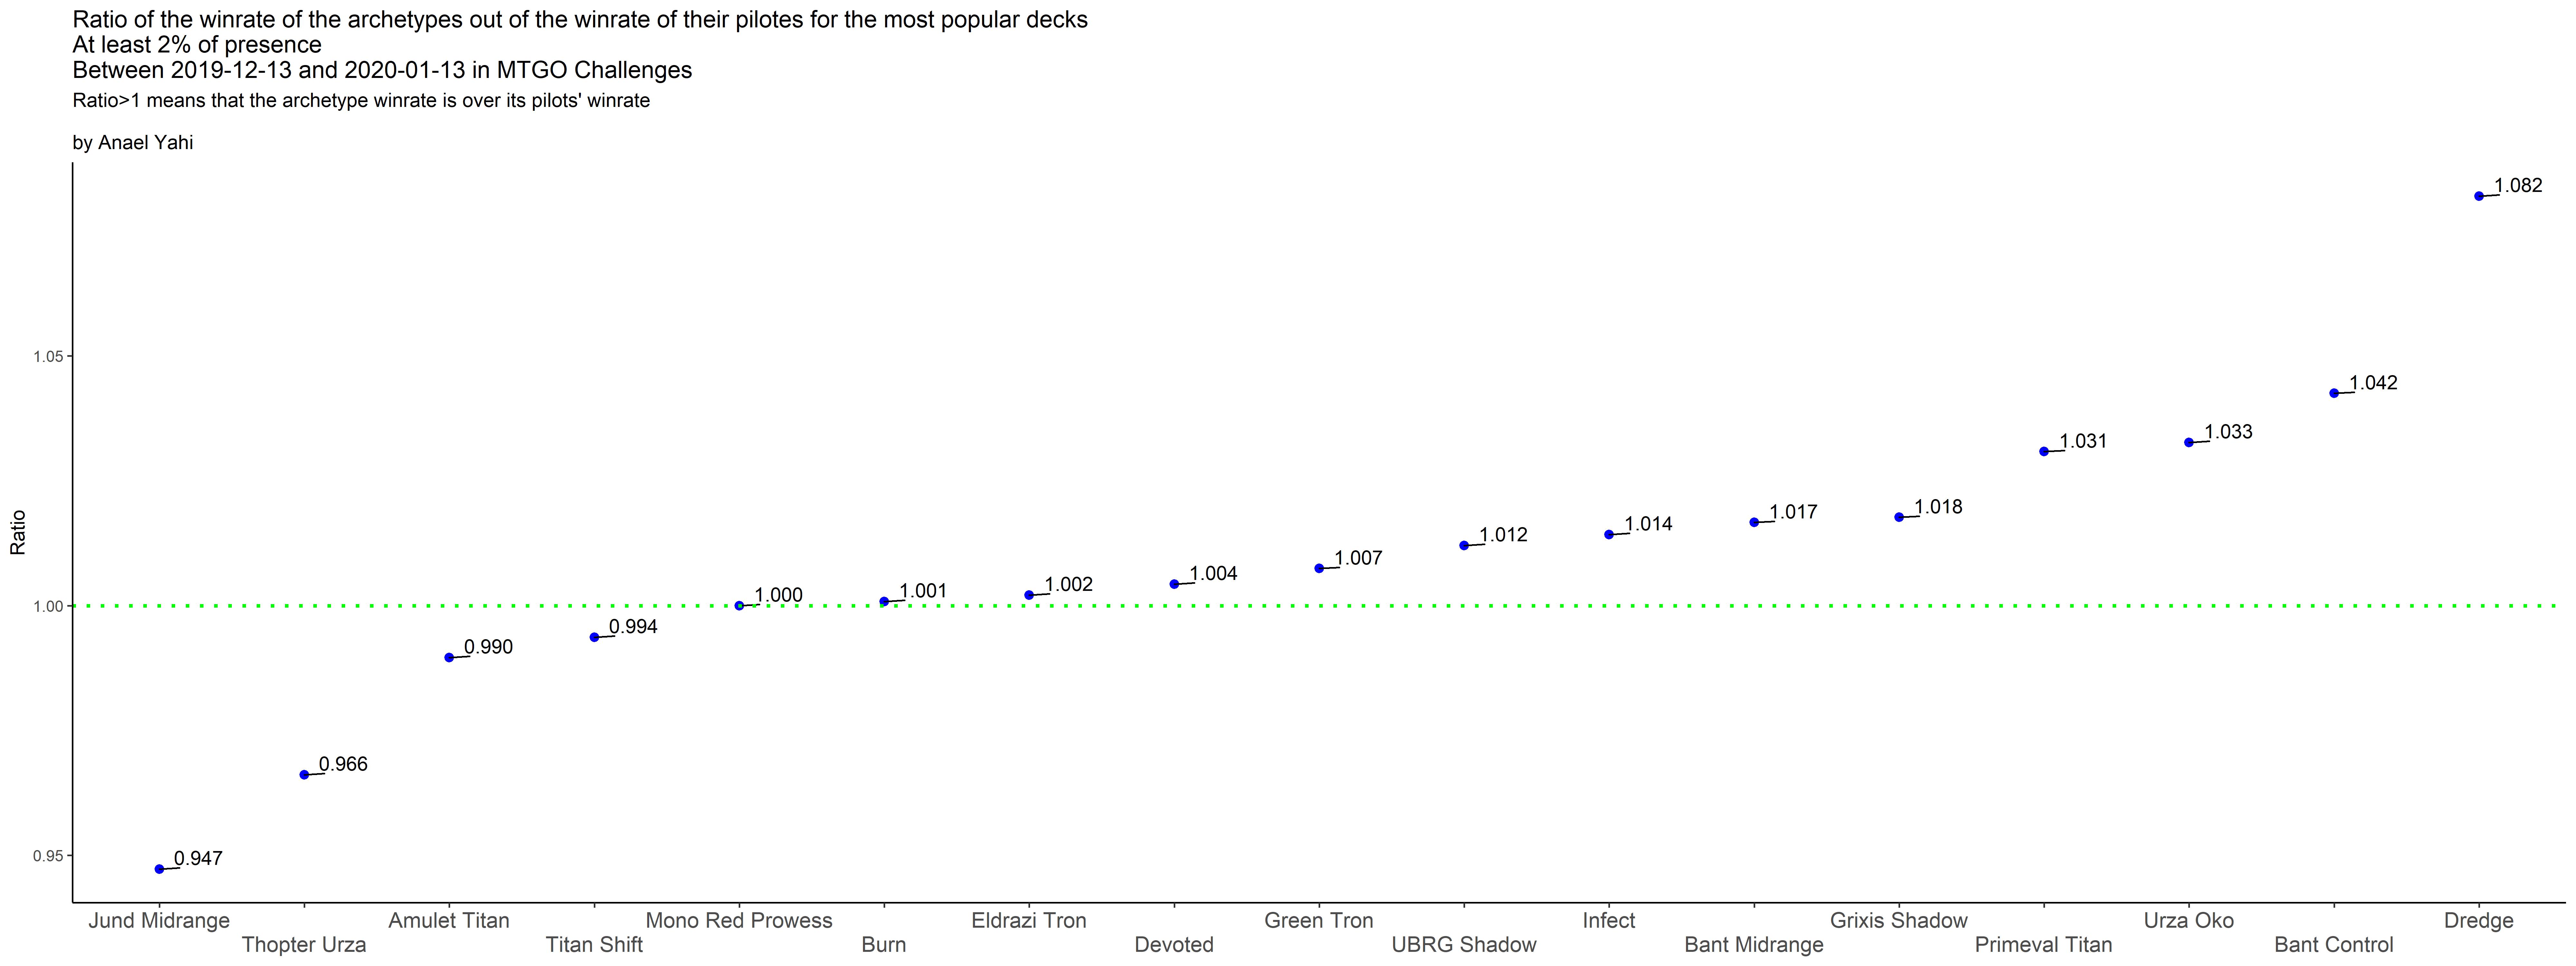 Ratio of the winrate of the archetypes out of the winrate of their pilotes for the most popular decks
At least 2% of presence
Between 2019-12-13 and 2020-01-13 in MTGO Challenges
Ratio>1 means that the archetype winrate is over its pilots' winrate
by Anael Yahi
1.082
1.05
1.042
1.033
1.031
1.018
1.017
1.014
1.012
1.007
1.004
1.002
1.001
1.000
1.00
0.994
0.990
0.966
0.95
0.947
Ratio
Jund Midrange
Thopter Urza
Amulet Titan
Titan Shift
Mono Red Prowess
Burn
Eldrazi Tron
Devoted
Green Tron
UBRG Shadow
Infect
Bant Midrange
Grixis Shadow
Primeval Titan
Urza Oko
Bant Control
Dredge